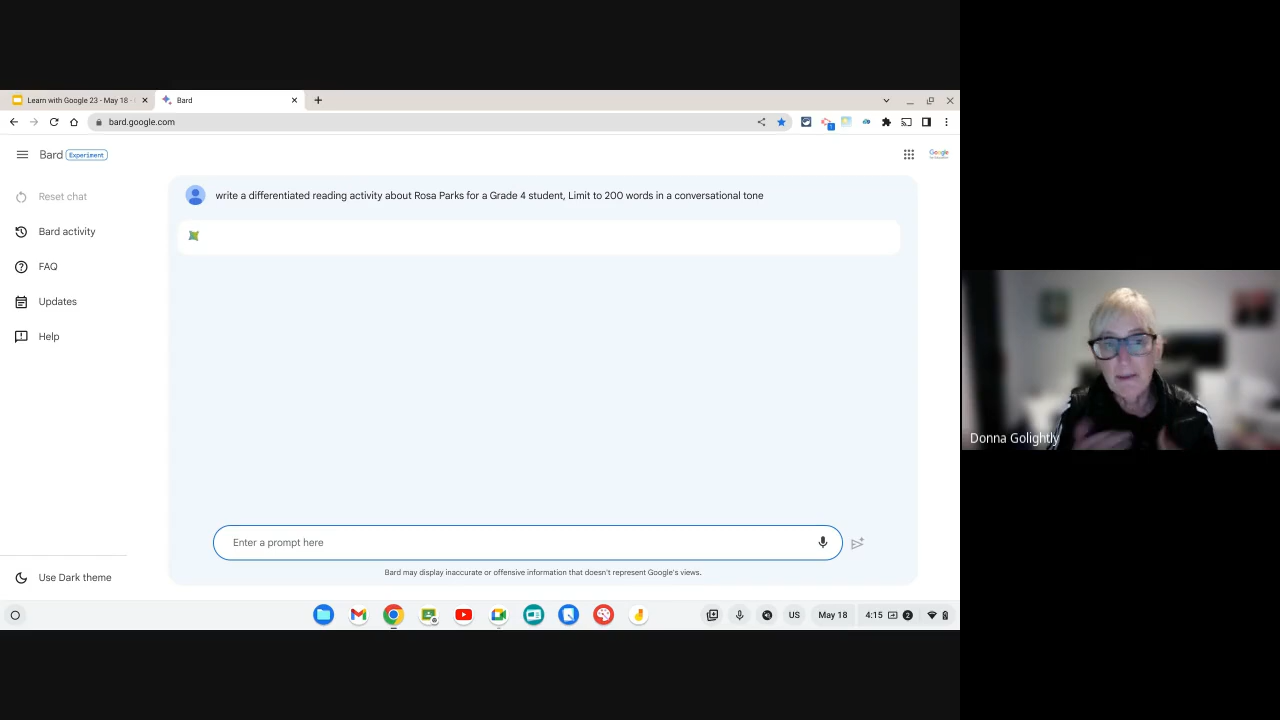 Learn with Google 23 - May 18 -
Bard
bard.google.com
Bard Experiment
Google
Reset chat
Bard activity
FAQ
Updates
Help
write a differentiated reading activity about Rosa Parks for a Grade 4 student, Limit to 200 words in a conversational tone
Enter a prompt here
Bard may display inaccurate or offensive information that doesn't represent Google's views.
Use Dark theme
US
May 18
4:15
2
Donna Golightly